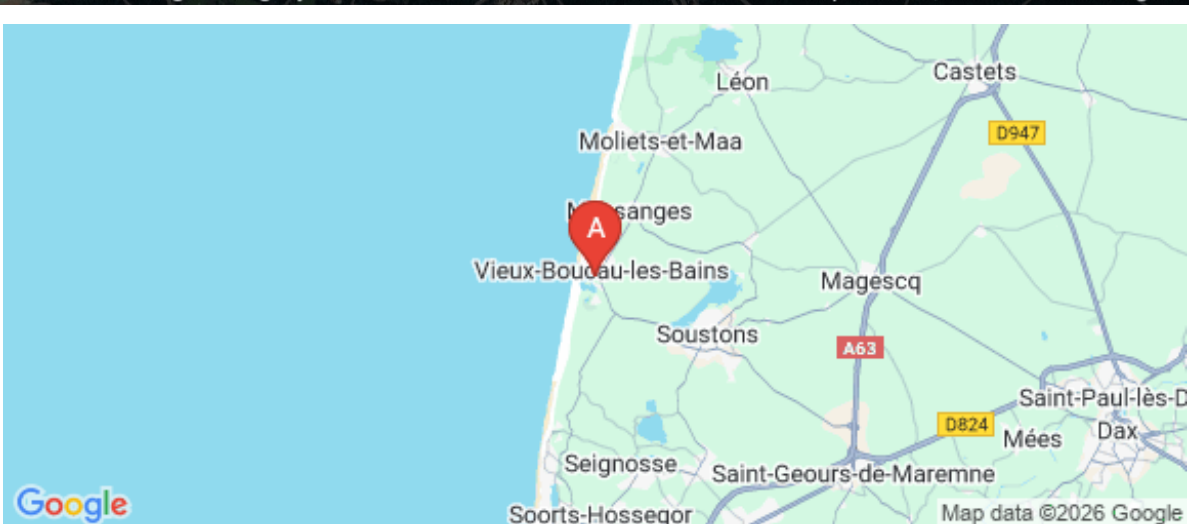 Léon
Castets
D947
Moliets-et-Maa
sanges
A
Vieux-Boucau-les-Bains
Magescq
Soustons
A63
Saint-Paul-lès-D
D824
Mées
Dax
Seignosse
Saint-Geours-de-Maremne
Google
Soorts-Hossegor
Map data ©2026 Google